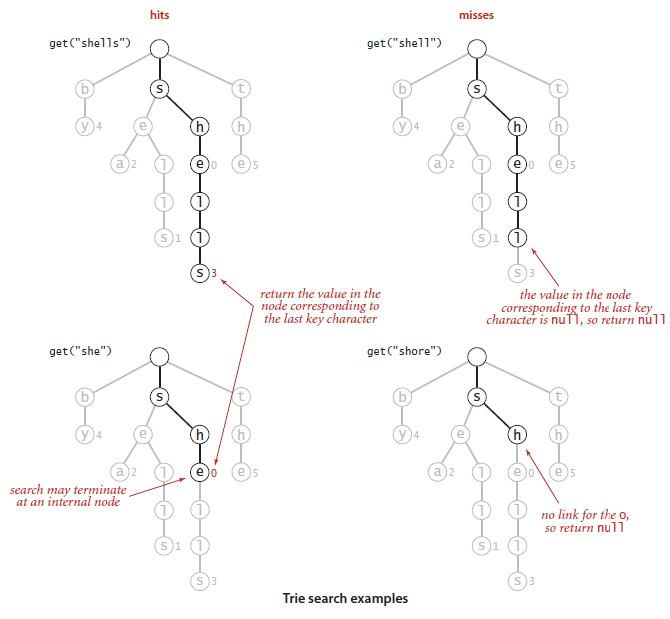 hits
misses
get("shells")
get("shell")
b s t
b s t
y 4 e h h
y 4 e h h
a 2 l e 0 e 5
a 2 l e 0 e 5
l l
l l
s 1 l
s 1 l
s 3
s 3
return the value in the
node corresponding to
the last key character
the value in the node
corresponding to the last key
character is null, so return null
get("she")
get("shore")
b s t
b s t
y 4 e h h
y 4 e h h
a 2 l e 0 e 5
a 2 l e 0 e 5
search may terminate
at an internal node
l l
l l
no link for the o,
so return null
s 1 l
s 1 l
s 3
s 3
Trie search examples